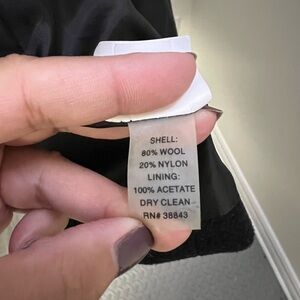 SHELL:
80% WOOL
20% NYLON
LINING:
100% ACETATE
DRY CLEAN
RN# 38843